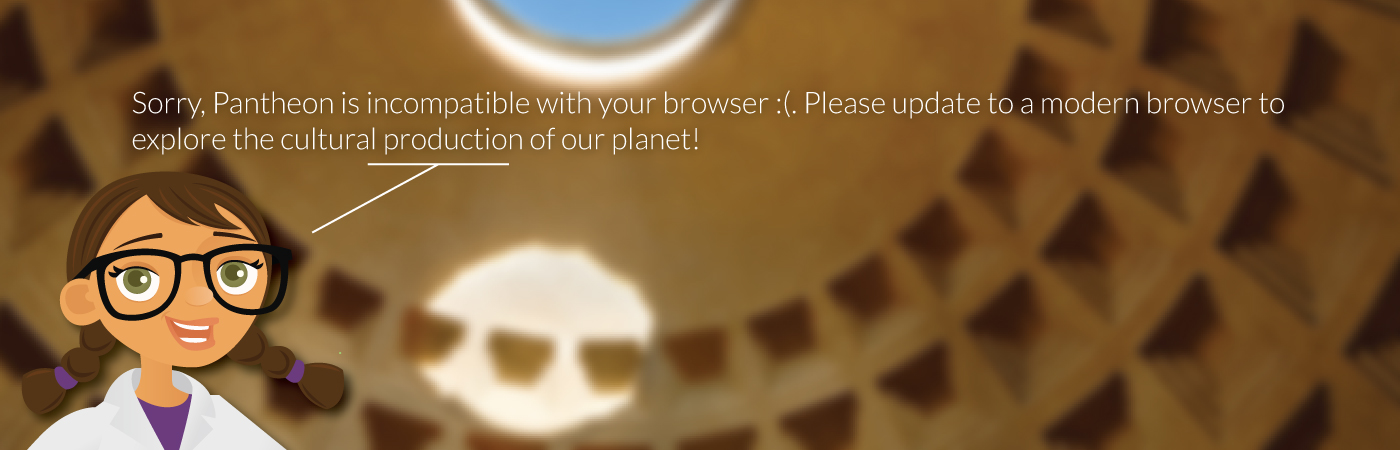 Sorry, Pantheon is incompatible with your browser :(. Please update to a modern browser to
explore the cultural production of our planet!